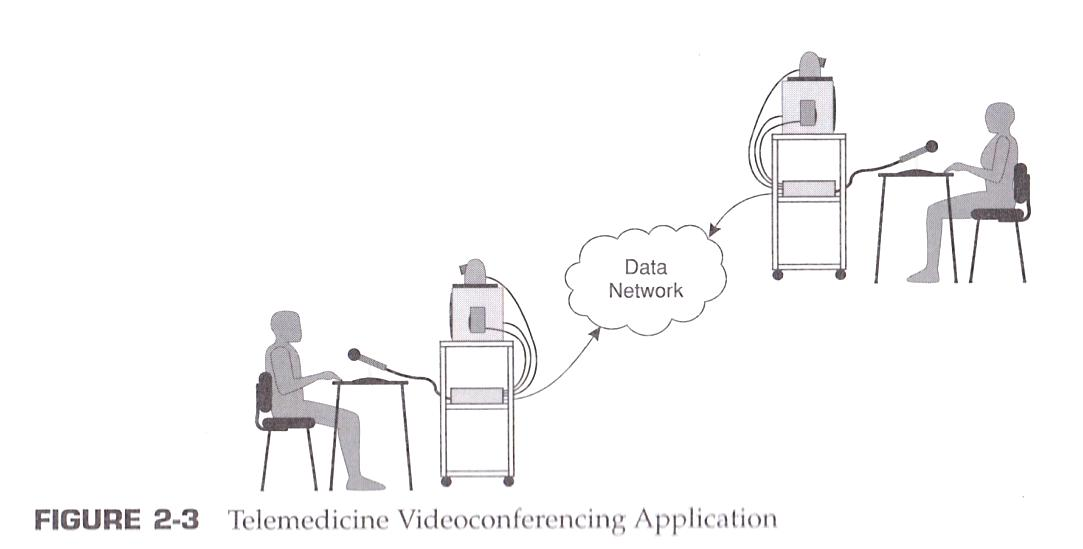 Data
Network
FIGURE 2-3 Telemedicine Videoconferencing Application